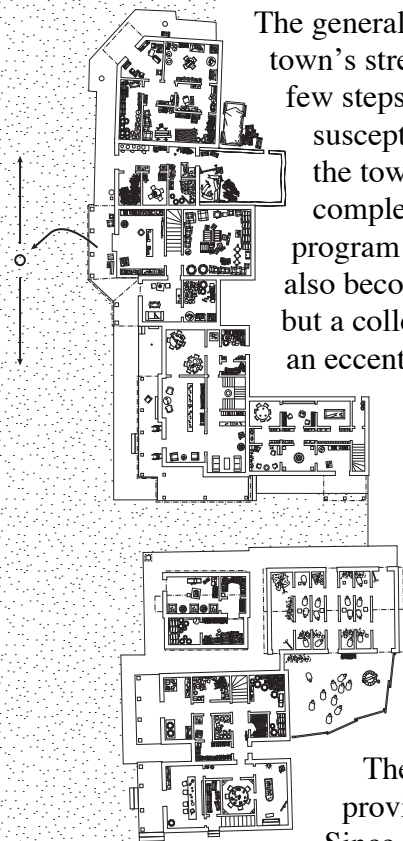 The general
town’s stre
few steps
suscept
the tow
comple
program
also beco
but a colle
an eccent
The
provi
Since